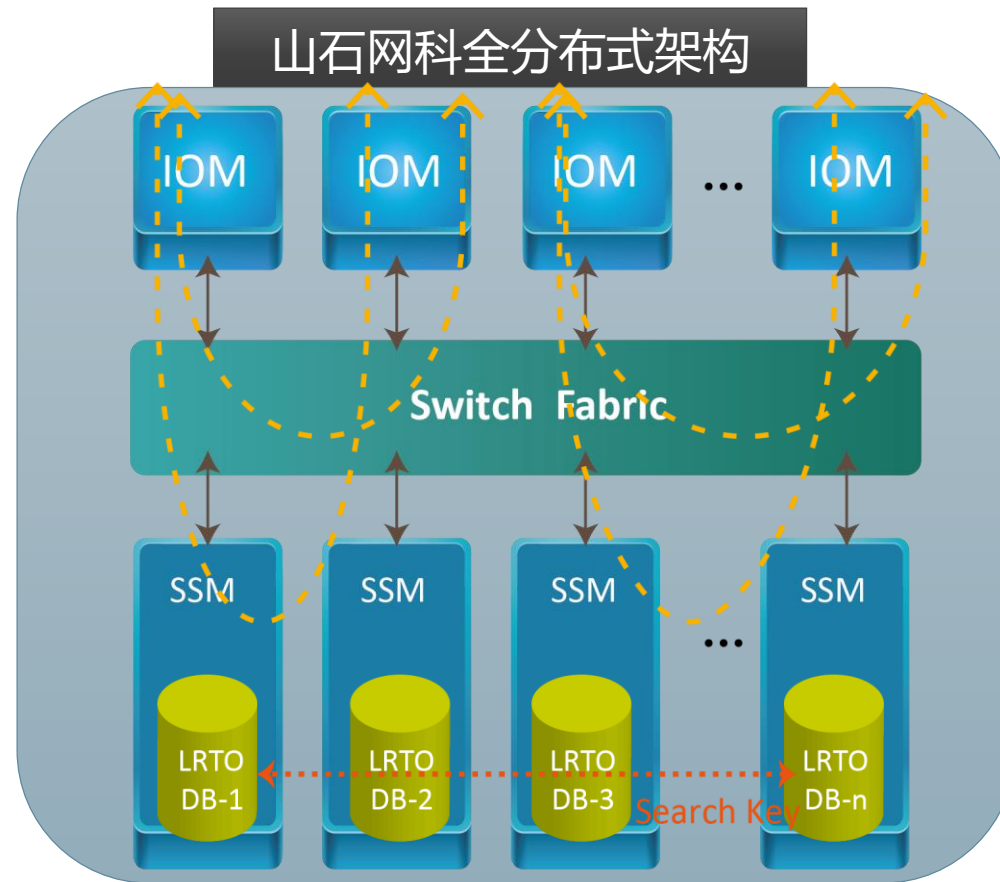 山石网科全分布式架构
IOM IOM IOM ... IOM
Switch Fabric
SSM SSM SSM SSM
...
LRTO LRTO LRTO LRTO
DB-1 DB-2 DB-3 DB-n
Search Key